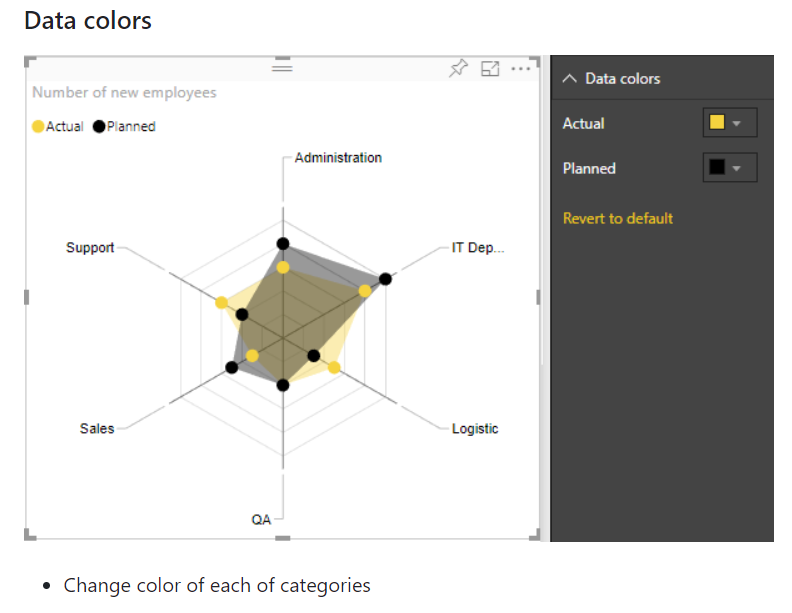 Data colors
Number of new employees
Actual Planned
Administration
Support
IT Dep...
Sales
Logistic
QA
Data colors
Actual
Planned
Revert to default
Change color of each of categories